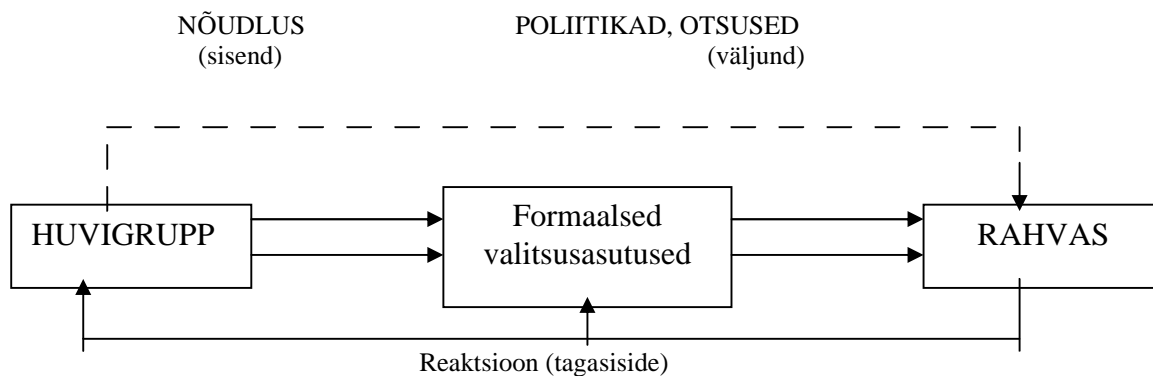 NÕUDLUS
(sisend)
POLIITIKAD, OTSUSED
(väljund)
HUVIGRUPP
Formaalsed
valitsusasutused
RAHVAS
Reaktsioon (tagasiside)